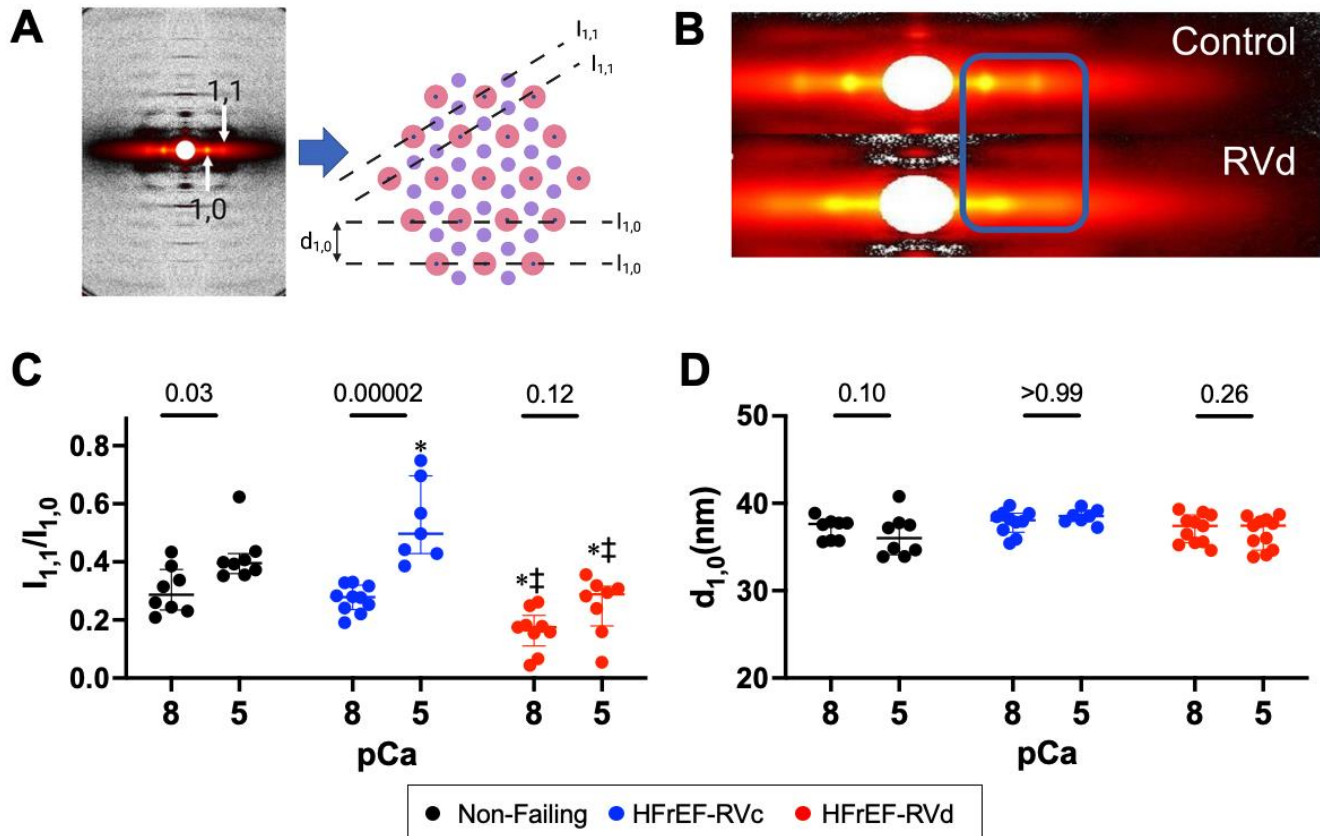 A
1,1
1,0
I1,1
I1,1
d1,0
I1,0
I1,0
B
Control
RVd
C
0.03
0.00002
0.12
I1,1/I1,0
0.8
0.6
0.4
0.2
0.0
*
*‡
*‡
8 5 8 5 8 5
pCa
D
0.10
>0.99
0.26
d1,0(nm)
50
40
30
20
8 5 8 5 8 5
pCa
Non-Failing HFrEF-RVc HFrEF-RVd